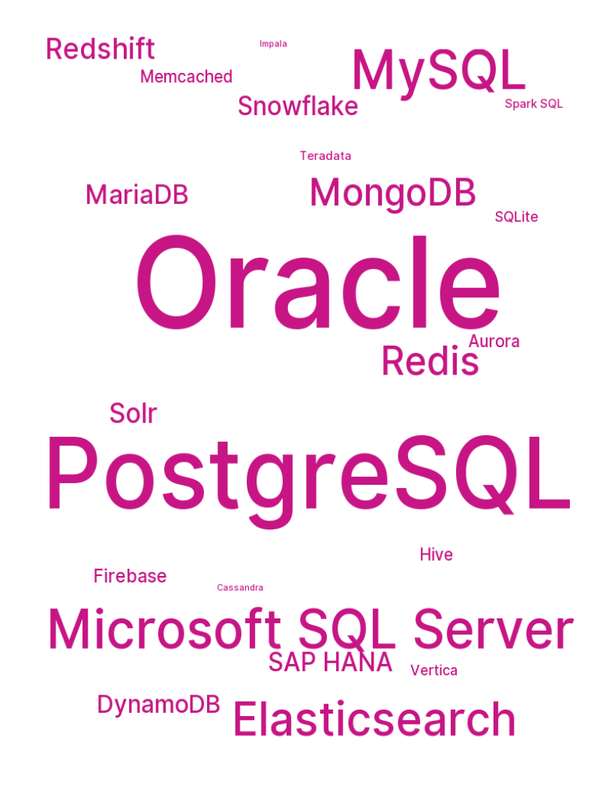 Redshift
Impala
MySQL
Memcached
Snowflake
Spark SQL
Teradata
MariaDB
MongoDB
SQLite
Oracle
Aurora
Redis
Solr
PostgreSQL
Hive
Firebase
Cassandra
Microsoft SQL Server
SAP HANA
Vertica
DynamoDB
Elasticsearch